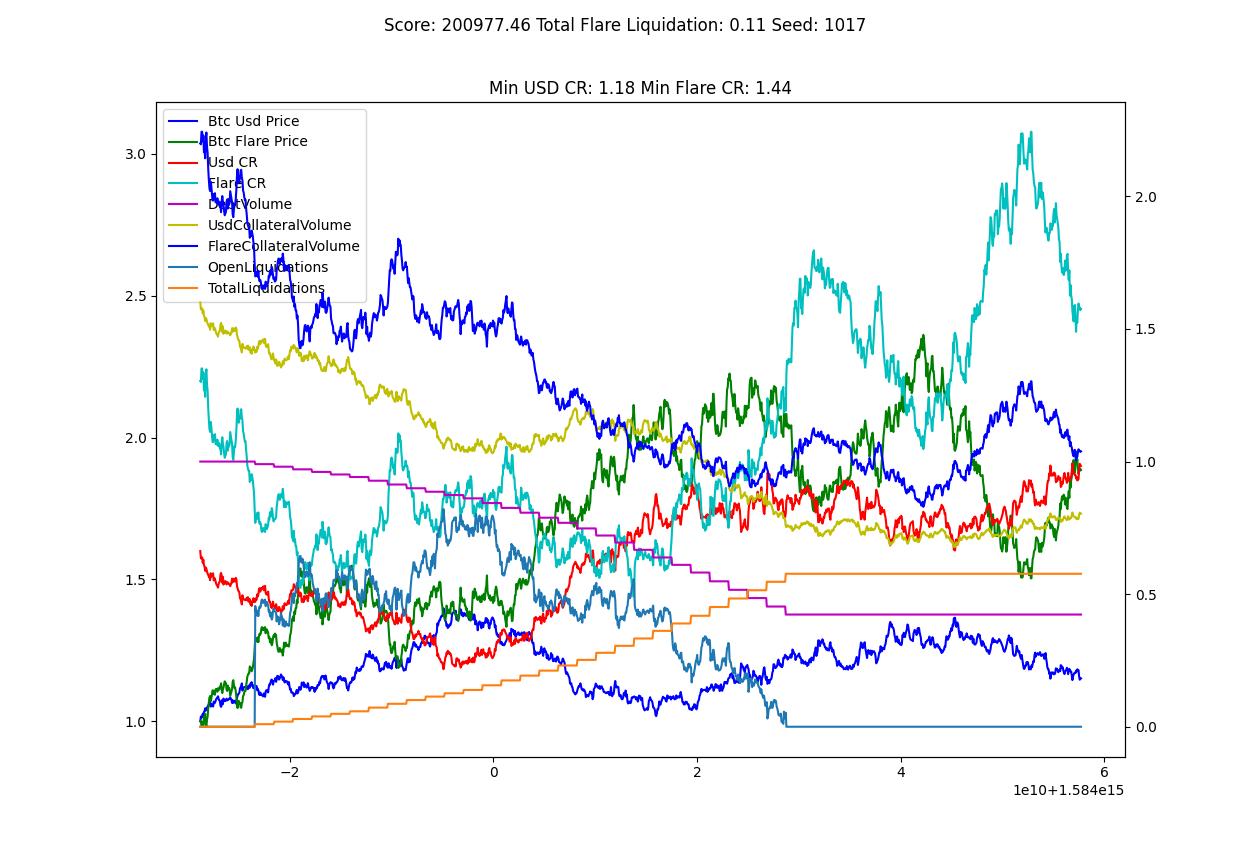 Score: 200977.46 Total Flare Liquidation: 0.11 Seed: 1017
Min USD CR: 1.18 Min Flare CR: 1.44
Btc Usd Price
Btc Flare Price
Usd CR
Flare CR
DebtVolume
UsdCollateralVolume
FlareCollateralVolume
OpenLiquidations
TotalLiquidations
3.0
2.5
2.0
1.5
1.0
2.0
1.5
1.0
0.5
0.0
−2 0 2 4 6
1e10+1.584e15